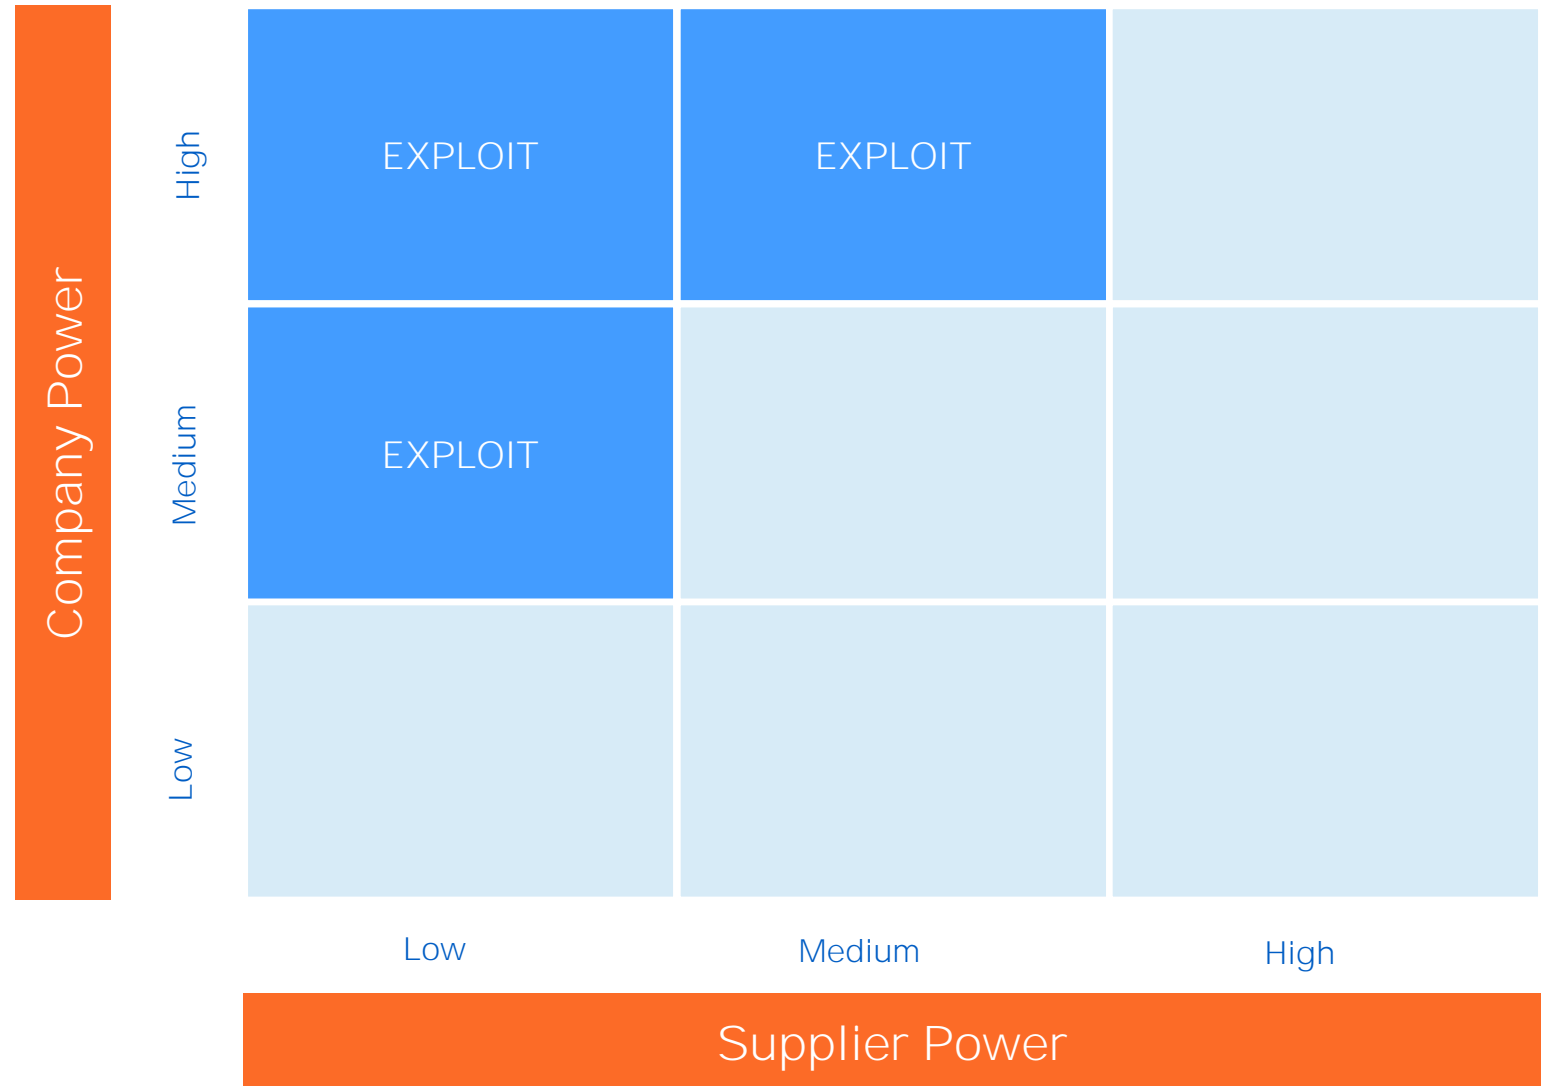 Company Power
High
EXPLOIT
EXPLOIT
Medium
EXPLOIT
Low
Low
Medium
High
Supplier Power